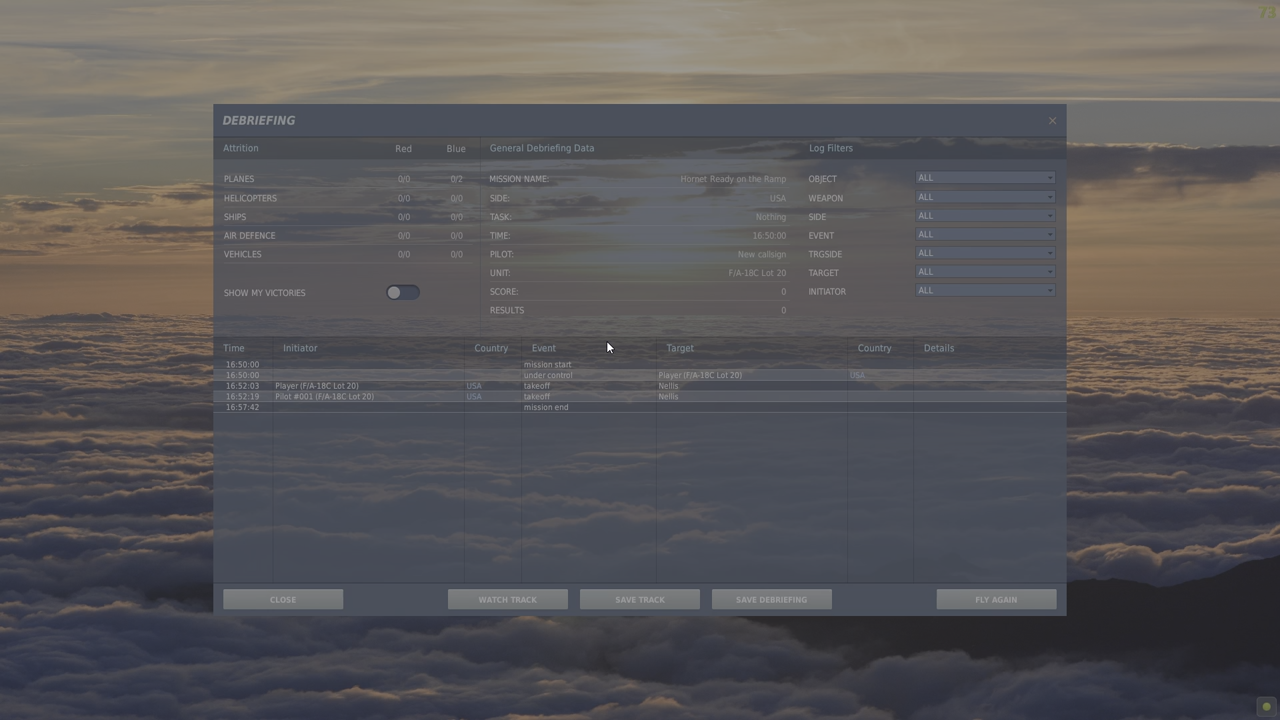 73
DEBRIEFING ×
Attrition Red Blue General Debriefing Data Log Filters
PLANES 0/0 0/2 MISSION NAME: Hornet Ready on the Ramp OBJECT ALL
HELICOPTERS 0/0 0/0 SIDE: USA WEAPON ALL
SHIPS 0/0 0/0 TASK: Nothing SIDE ALL
AIR DEFENCE 0/0 0/0 TIME: 16:50:00 EVENT ALL
VEHICLES 0/0 0/0 PILOT: New callsign TRGSIDE ALL
UNIT: F/A-18C Lot 20 TARGET ALL
SHOW MY VICTORIES SCORE: 0 INITIATOR ALL
RESULTS 0
Time Initiator Country Event Target Country Details
16:50:00 mission start
16:50:00 under control Player (F/A-18C Lot 20) USA
16:52:03 Player (F/A-18C Lot 20) USA takeoff Nellis
16:52:19 Pilot #001 (F/A-18C Lot 20) USA takeoff Nellis
16:57:42 mission end
CLOSE WATCH TRACK SAVE TRACK SAVE DEBRIEFING FLY AGAIN